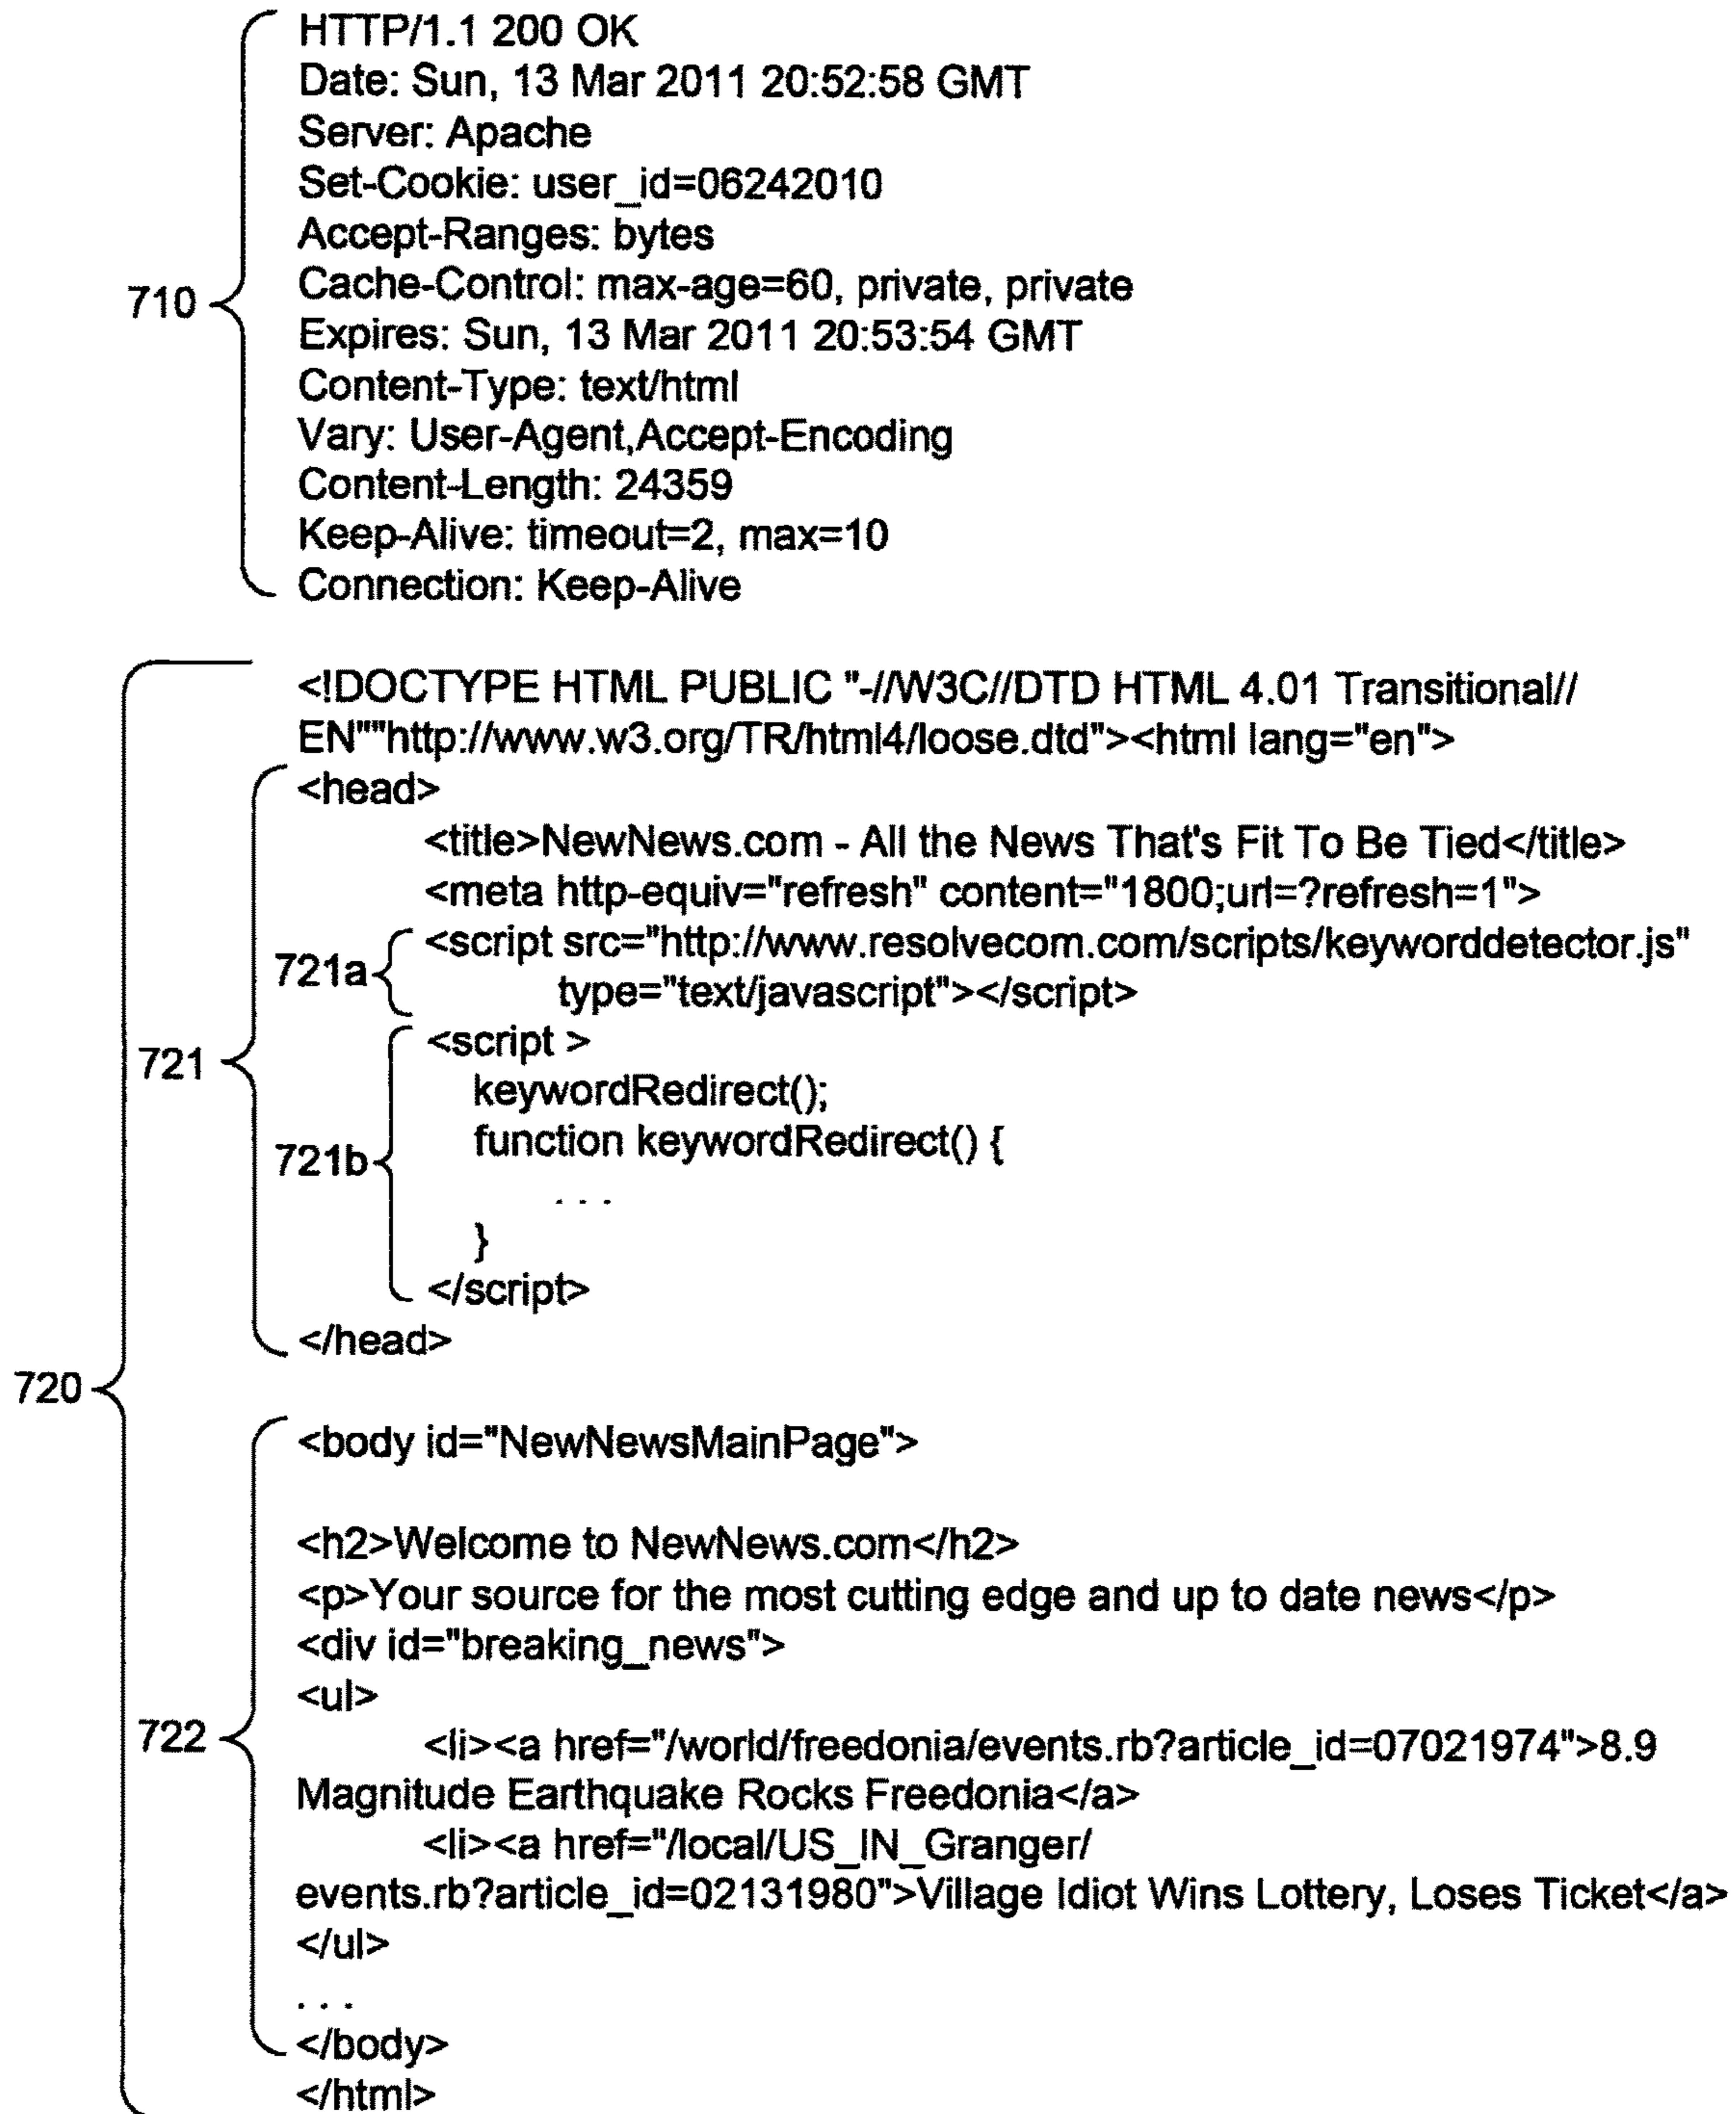 HTTP/1.1 200 OK
Date: Sun, 13 Mar 2011 20:52:58 GMT
Server: Apache
Set-Cookie: user_id=06242010
Accept-Ranges: bytes
710
Cache-Control: max-age=60, private, private
Expires: Sun, 13 Mar 2011 20:53:54 GMT
Content-Type: text/html
Vary: User-Agent,Accept-Encoding
Content-Length: 24359
Keep-Alive: timeout=2, max=10
Connection: Keep-Alive
<!DOCTYPE HTML PUBLIC "-//W3C//DTD HTML 4.01 Transitional//
EN""http://www.w3.org/TR/html4/loose.dtd"><html lang="en">
<head>
<title>NewNews.com - All the News That's Fit To Be Tied</title>
<meta http-equiv="refresh" content="1800;url=?refresh=1">
<script src="http://www.resolvecom.com/scripts/keyworddetector.js"
721a
type="text/javascript"></script>
<script >
721
keywordRedirect();
function keywordRedirect() {
721b
. . .
}
</script>
</head>
720
<body id="NewNewsMainPage">
<h2>Welcome to NewNews.com</h2>
<p>Your source for the most cutting edge and up to date news</p>
<div id="breaking_news">
<ul>
722
<li><a href="/world/freedonia/events.rb?article_id=07021974">8.9
Magnitude Earthquake Rocks Freedonia</a>
<li><a href="/local/US_IN_Granger/
events.rb?article_id=02131980">Village Idiot Wins Lottery, Loses Ticket</a>
</ul>
. . .
</body>
</html>